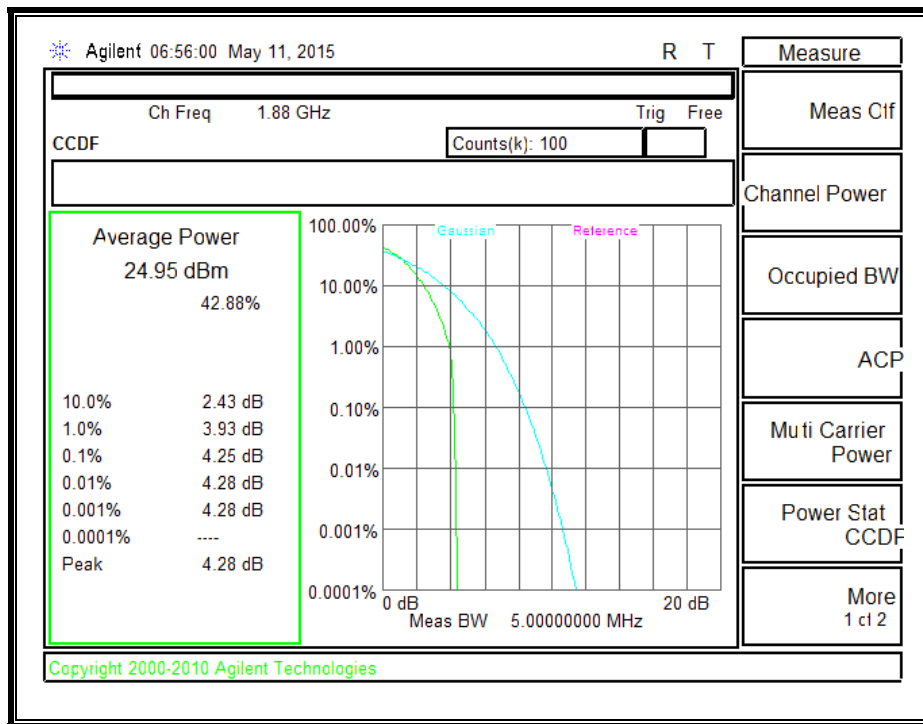 Agilent 06:56:00 May 11, 2015 R T
Measure
Ch Freq 1.88 GHz Trig Free
Meas Off
CCDF Counts(k): 100
Channel Power
Average Power
24.95 dBm
42.88%
10.0% 2.43 dB
1.0% 3.93 dB
0.1% 4.25 dB
0.01% 4.28 dB
0.001% 4.28 dB
0.0001% ----
Peak 4.28 dB
Gaussian Reference
100.00%
10.00%
1.00%
0.10%
0.01%
0.001%
0.0001%
0 dB 20 dB
Meas BW 5.00000000 MHz
Occupied BW
ACP
Multi Carrier
Power
Power Stat
CCDF
More
1 of 2
Copyright 2000-2010 Agilent Technologies